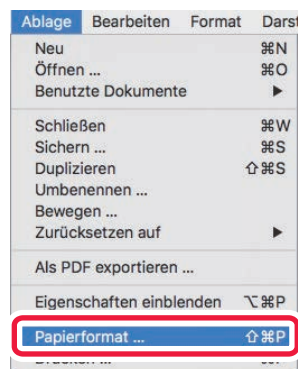 Ablage Bearbeiten Format Darst
Neu ⌘N
Öffnen ... ⌘O
Benutzte Dokumente ▶
Schließen ⌘W
Sichern ... ⌘S
Duplizieren ⇧⌘S
Umbenennen ...
Bewegen ...
Zurücksetzen auf ▶
Als PDF exportieren ...
Eigenschaften einblenden ⌥⌘P
Papierformat ... ⇧⌘P